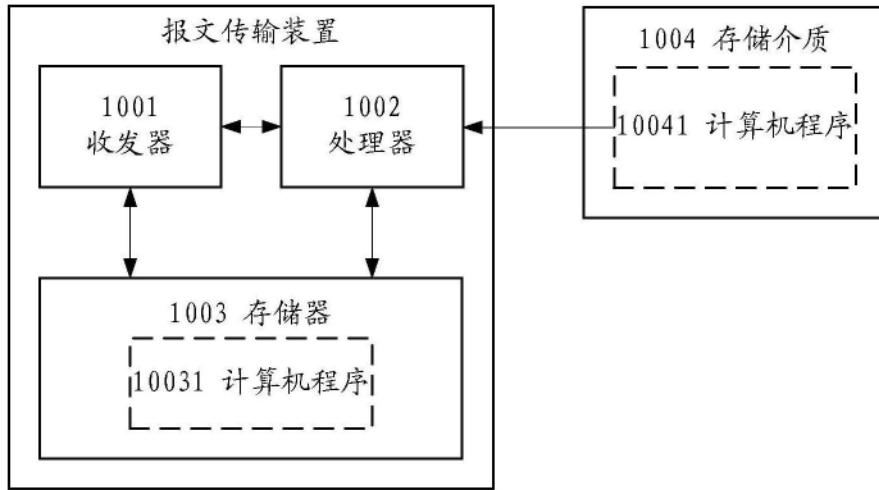 报文传输装置
1001
收发器
1002
处理器
1003 存储器
10031 计算机程序
1004 存储介质
10041 计算机程序